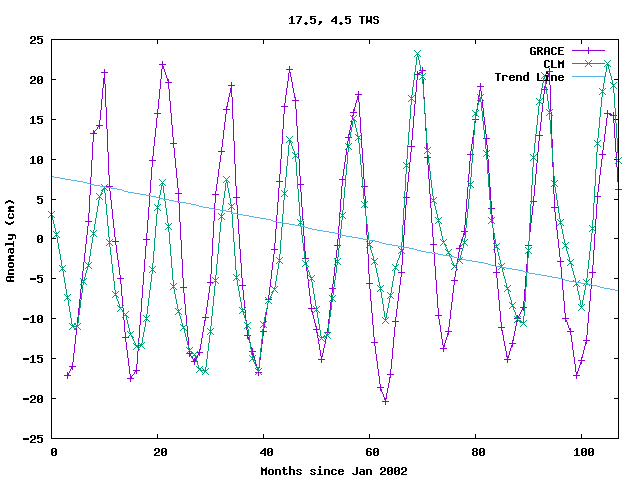 17.5, 4.5 TWS
GRACE
CLM
Trend Line
25
20
15
10
5
0
-5
-10
-15
-20
-25
Anomaly (cm)
0 20 40 60 80 100
Months since Jan 2002